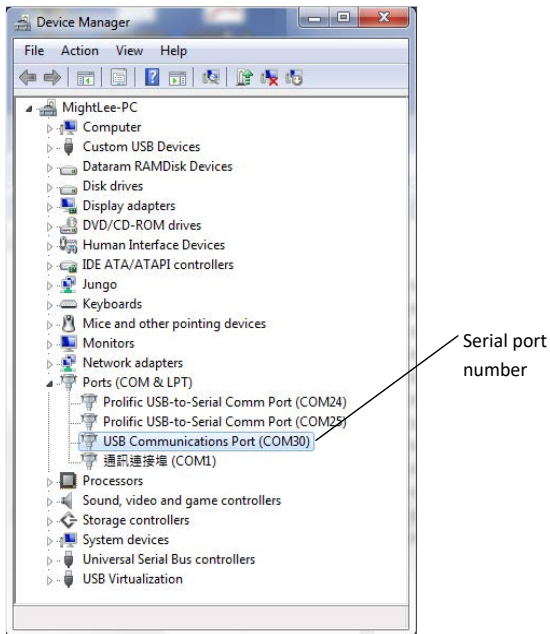 Device Manager
File Action View Help
MightLee-PC
Computer
Custom USB Devices
Dataram RAMDisk Devices
Disk drives
Display adapters
DVD/CD-ROM drives
Human Interface Devices
IDE ATA/ATAPI controllers
Jungo
Keyboards
Mice and other pointing devices
Monitors
Network adapters
Ports (COM & LPT)
Prolific USB-to-Serial Comm Port (COM24)
Prolific USB-to-Serial Comm Port (COM25)
USB Communications Port (COM30)
通訊連接埠 (COM1)
Processors
Sound, video and game controllers
Storage controllers
System devices
Universal Serial Bus controllers
USB Virtualization
Serial port
number